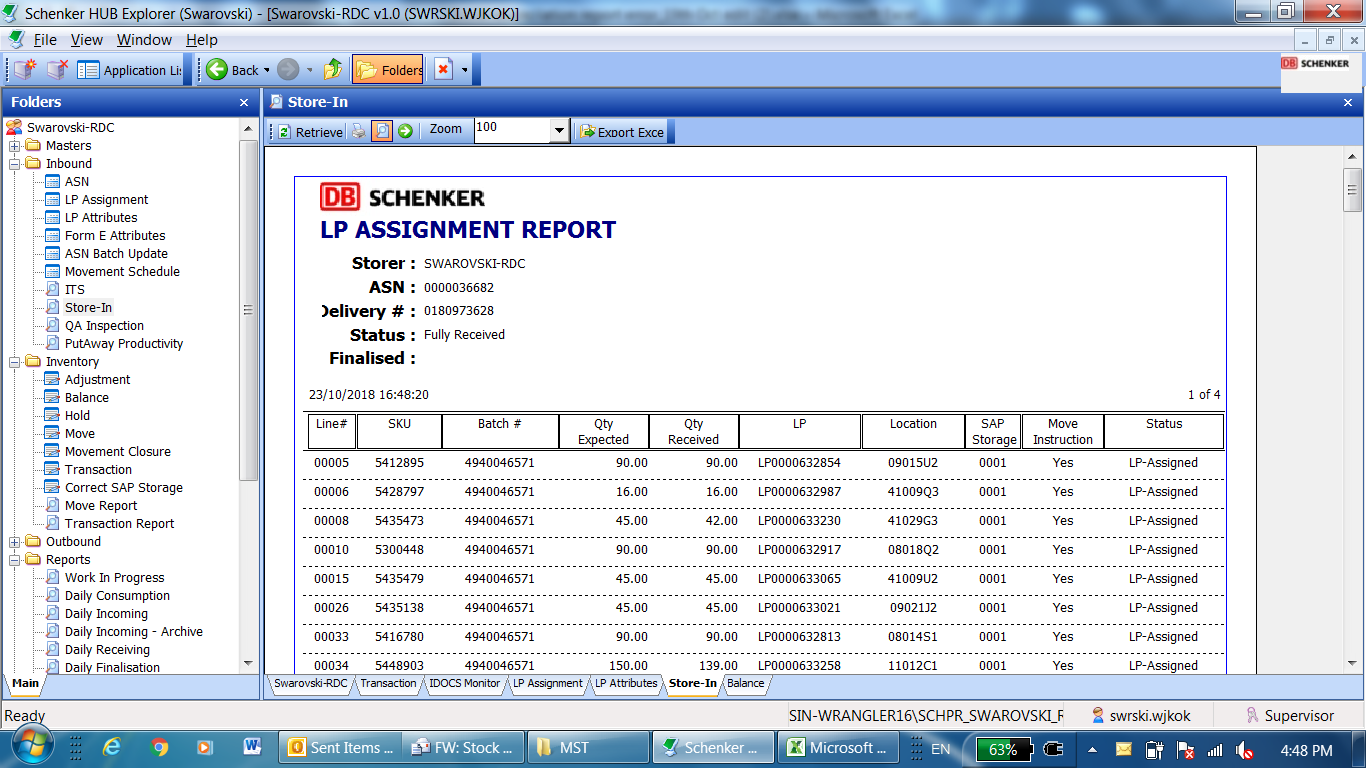 Schenker HUB Explorer (Swarovski) - [Swarovski-RDC v1.0 (SWRSKI.WJKOK)]
File View Window Help
Application Lis
Back
Folders
DB SCHENKER
Folders
Store-In
Swarovski-RDC
Masters
Inbound
ASN
LP Assignment
LP Attributes
Form E Attributes
ASN Batch Update
Movement Schedule
ITS
Store-In
QA Inspection
PutAway Productivity
Inventory
Adjustment
Balance
Hold
Move
Movement Closure
Transaction
Correct SAP Storage
Move Report
Transaction Report
Outbound
Reports
Work In Progress
Daily Consumption
Daily Incoming
Daily Incoming - Archive
Daily Receiving
Daily Finalisation
Main
Retrieve Zoom 100 Export Exce
DB SCHENKER
LP ASSIGNMENT REPORT
Storer : SWAROVSKI-RDC
ASN : 0000036682
Delivery # : 0180973628
Status : Fully Received
Finalised :
23/10/2018 16:48:20 1 of 4
Line# SKU Batch # Qty Expected Qty Received LP Location SAP Storage Move Instruction Status
00005 5412895 4940046571 90.00 90.00 LP0000632854 09015U2 0001 Yes LP-Assigned
00006 5428797 4940046571 16.00 16.00 LP0000632987 41009Q3 0001 Yes LP-Assigned
00008 5435473 4940046571 45.00 42.00 LP0000633230 41029G3 0001 Yes LP-Assigned
00010 5300448 4940046571 90.00 90.00 LP0000632917 08018Q2 0001 Yes LP-Assigned
00015 5435479 4940046571 45.00 45.00 LP0000633065 41009U2 0001 Yes LP-Assigned
00026 5435138 4940046571 45.00 45.00 LP0000633021 09021J2 0001 Yes LP-Assigned
00033 5416780 4940046571 90.00 90.00 LP0000632813 08014S1 0001 Yes LP-Assigned
00034 5448903 4940046571 150.00 139.00 LP0000633258 11012C1 0001 Yes LP-Assigned
Swarovski-RDC Transaction IDOCS Monitor LP Assignment LP Attributes Store-In Balance
Ready SIN-WRANGLER16\SCHPR_SWAROVSKI_R swrski.wjkok Supervisor
Sent Items ... FW: Stock ... MST Schenker ... Microsoft ... EN 63% 4:48 PM